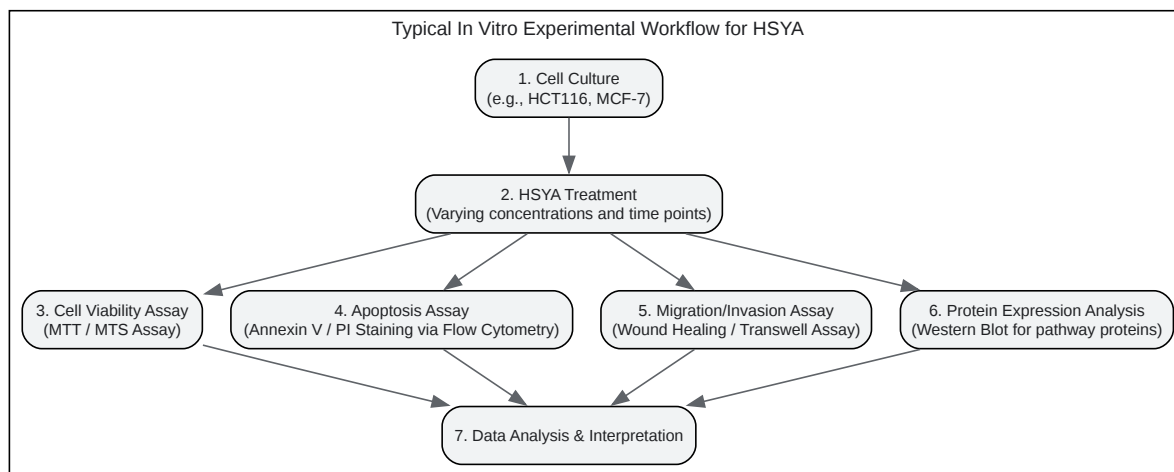 Typical In Vitro Experimental Workflow for HSYA
1. Cell Culture
(e.g., HCT116, MCF-7)
2. HSYA Treatment
(Varying concentrations and time points)
3. Cell Viability Assay
(MTT / MTS Assay)
4. Apoptosis Assay
(Annexin V / PI Staining via Flow Cytometry)
5. Migration/Invasion Assay
(Wound Healing / Transwell Assay)
6. Protein Expression Analysis
(Western Blot for pathway proteins)
7. Data Analysis & Interpretation